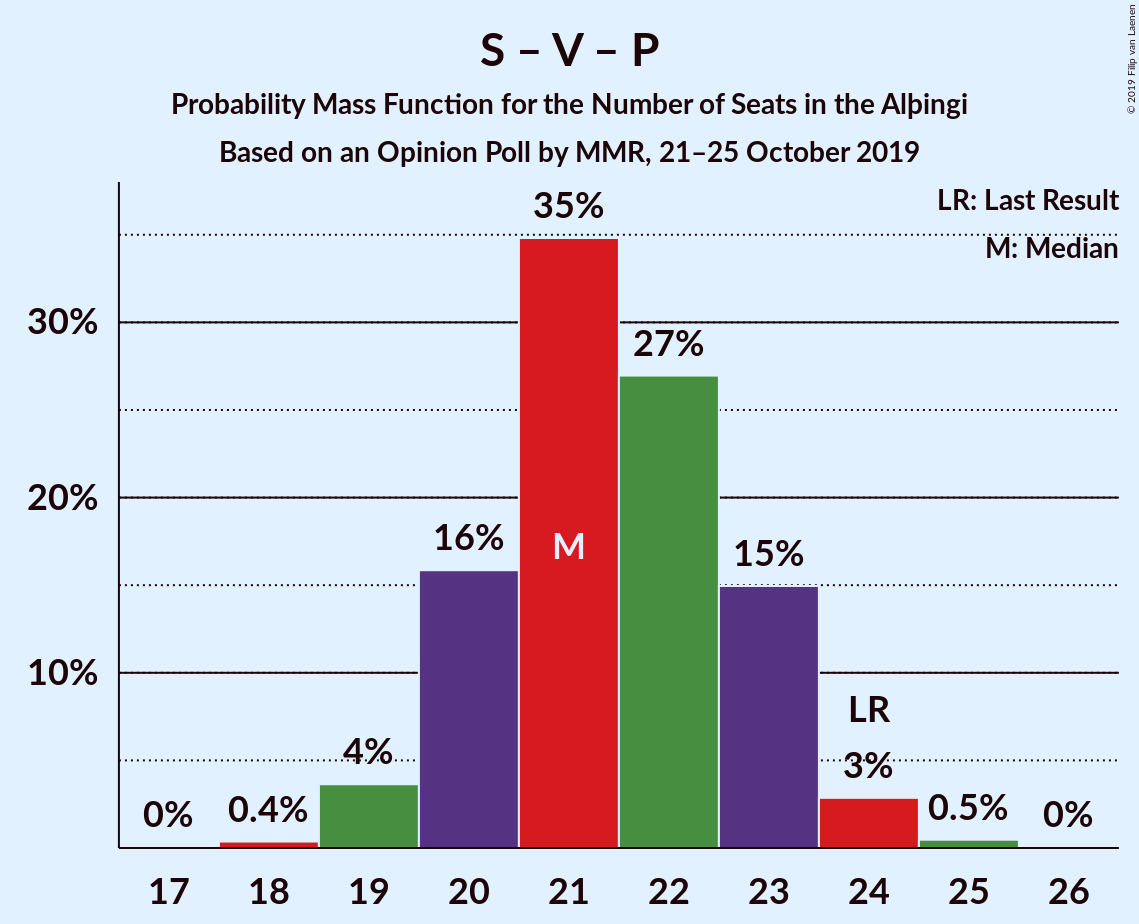 S – V – P
Probability Mass Function for the Number of Seats in the Alþingi
Based on an Opinion Poll by MMR, 21–25 October 2019
© 2019 Filip van Laenen
LR: Last Result
M: Median
35%
30%
27%
20%
16%
M
15%
10%
LR
4%
3%
0%
0.4%
0.5%
0%
17 18 19 20 21 22 23 24 25 26